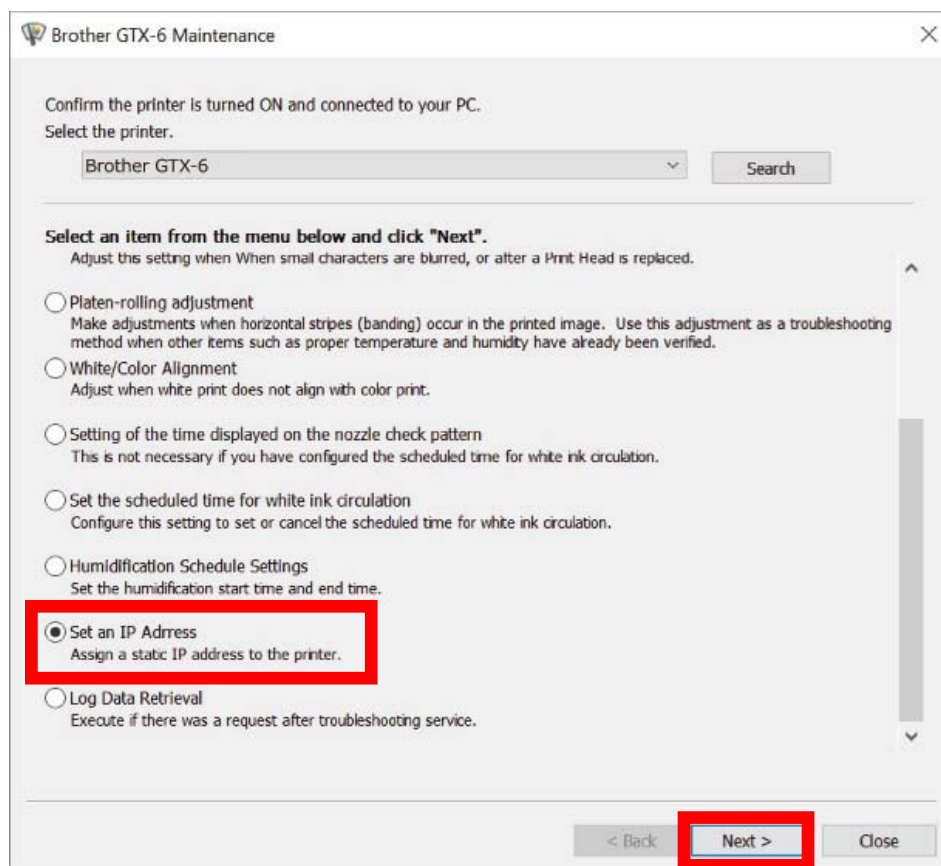 Brother GTX-6 Maintenance
Confirm the printer is turned ON and connected to your PC.
Select the printer.
Brother GTX-6
Search
Select an item from the menu below and click "Next".
Adjust this setting when When small characters are blurred, or after a Print Head is replaced.
Platen-rolling adjustment
Make adjustments when horizontal stripes (banding) occur in the printed image. Use this adjustment as a troubleshooting
method when other items such as proper temperature and humidity have already been verified.
White/Color Alignment
Adjust when white print does not align with color print.
Setting of the time displayed on the nozzle check pattern
This is not necessary if you have configured the scheduled time for white ink circulation.
Set the scheduled time for white ink circulation
Configure this setting to set or cancel the scheduled time for white ink circulation.
Humidification Schedule Settings
Set the humidification start time and end time.
Set an IP Adrress
Assign a static IP address to the printer.
Log Data Retrieval
Execute if there was a request after troubleshooting service.
< Back
Next >
Close